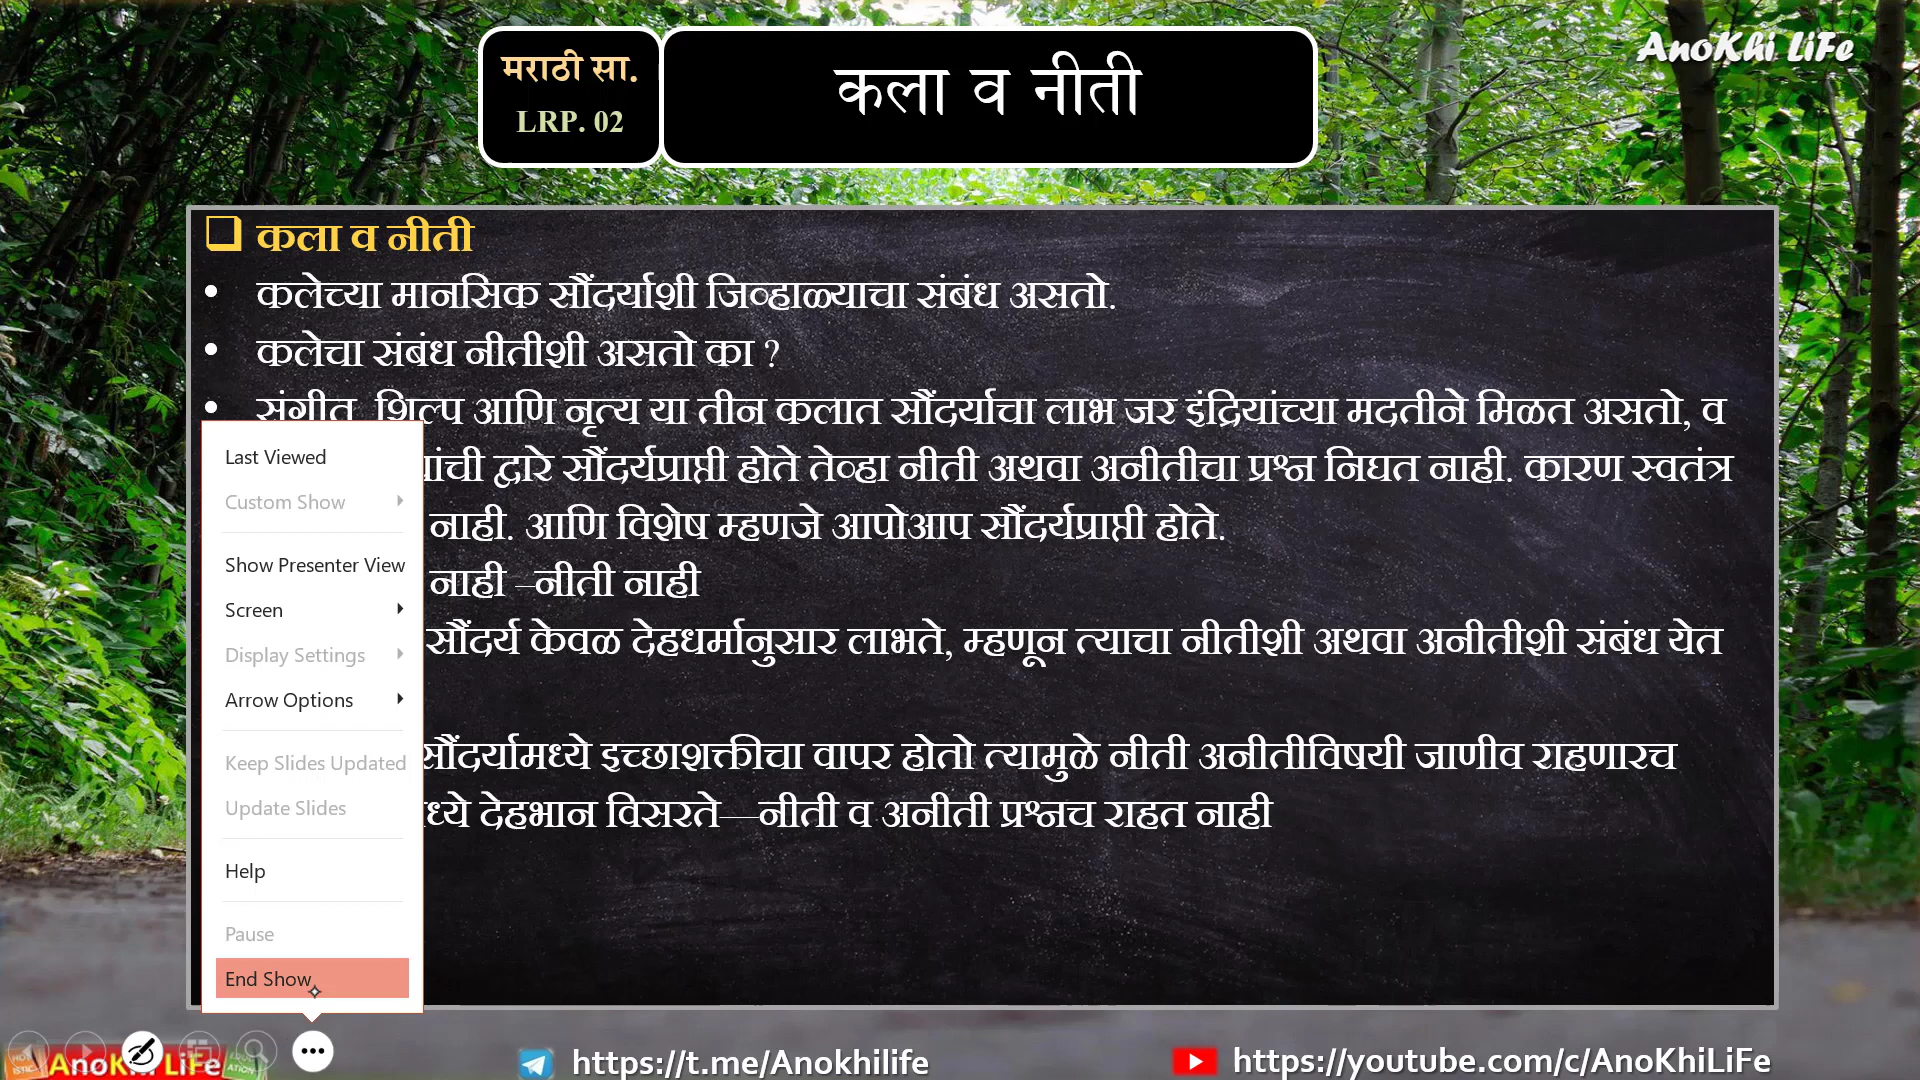 मराठी सा.
LRP. 02
कला व नीती
AnoKhi LiFe
कला व नीती
• कलेच्या मानसिक सौंदर्याशी जिव्हाळ्याचा संबंध असतो.
• कलेचा संबंध नीतीशी असतो का ?
• संगीत, शिल्प आणि नृत्य या तीन कलात सौंदर्याचा लाभ जर इंद्रियांच्या मदतीने मिळत असतो, व
द्वारे सौंदर्यप्राप्ती होते तेव्हा नीती अथवा अनीतीचा प्रश्न निघत नाही. कारण स्वतंत्र
नाही. आणि विशेष म्हणजे आपोआप सौंदर्यप्राप्ती होते.
नाही –नीती नाही
सौंदर्य केवळ देहधर्मानुसार लाभते, म्हणून त्याचा नीतीशी अथवा अनीतीशी संबंध येत
सौंदर्यामध्ये इच्छाशक्तीचा वापर होतो त्यामुळे नीती अनीतीविषयी जाणीव राहणारच
देहभान विसरते—नीती व अनीती प्रश्नच राहत नाही
Last Viewed
Custom Show
Show Presenter View
Screen
Display Settings
Arrow Options
Keep Slides Updated
Update Slides
Help
Pause
End Show
AnoKhi LiFe
https://t.me/Anokhilife
https://youtube.com/c/AnoKhiLiFe